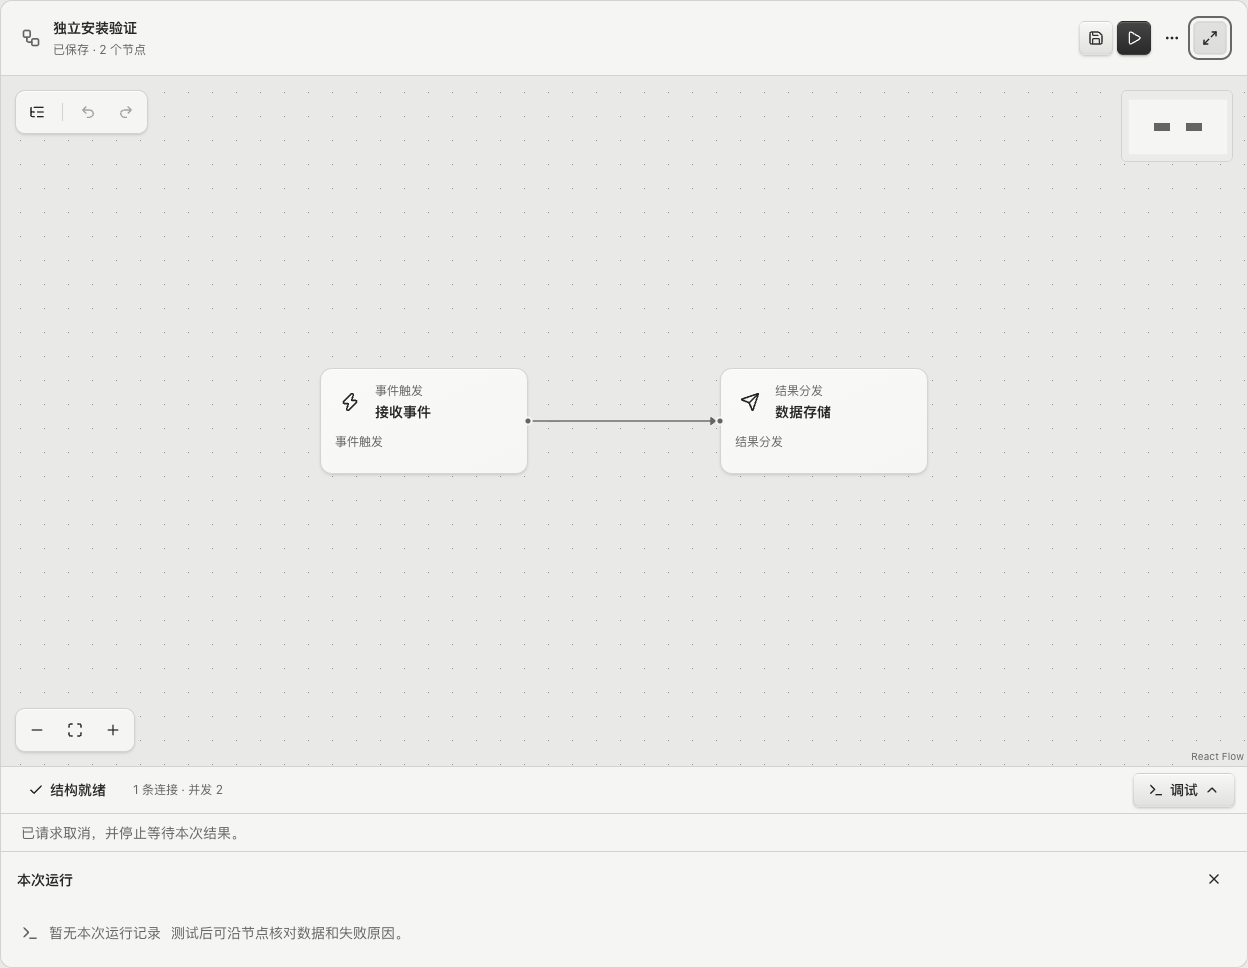 独立安装验证
已保存 · 2 个节点
事件触发
接收事件
事件触发
结果分发
数据存储
结果分发
React Flow
结构就绪 1 条连接 · 并发 2
调试
已请求取消，并停止等待本次结果。
本次运行
暂无本次运行记录 测试后可沿节点核对数据和失败原因。